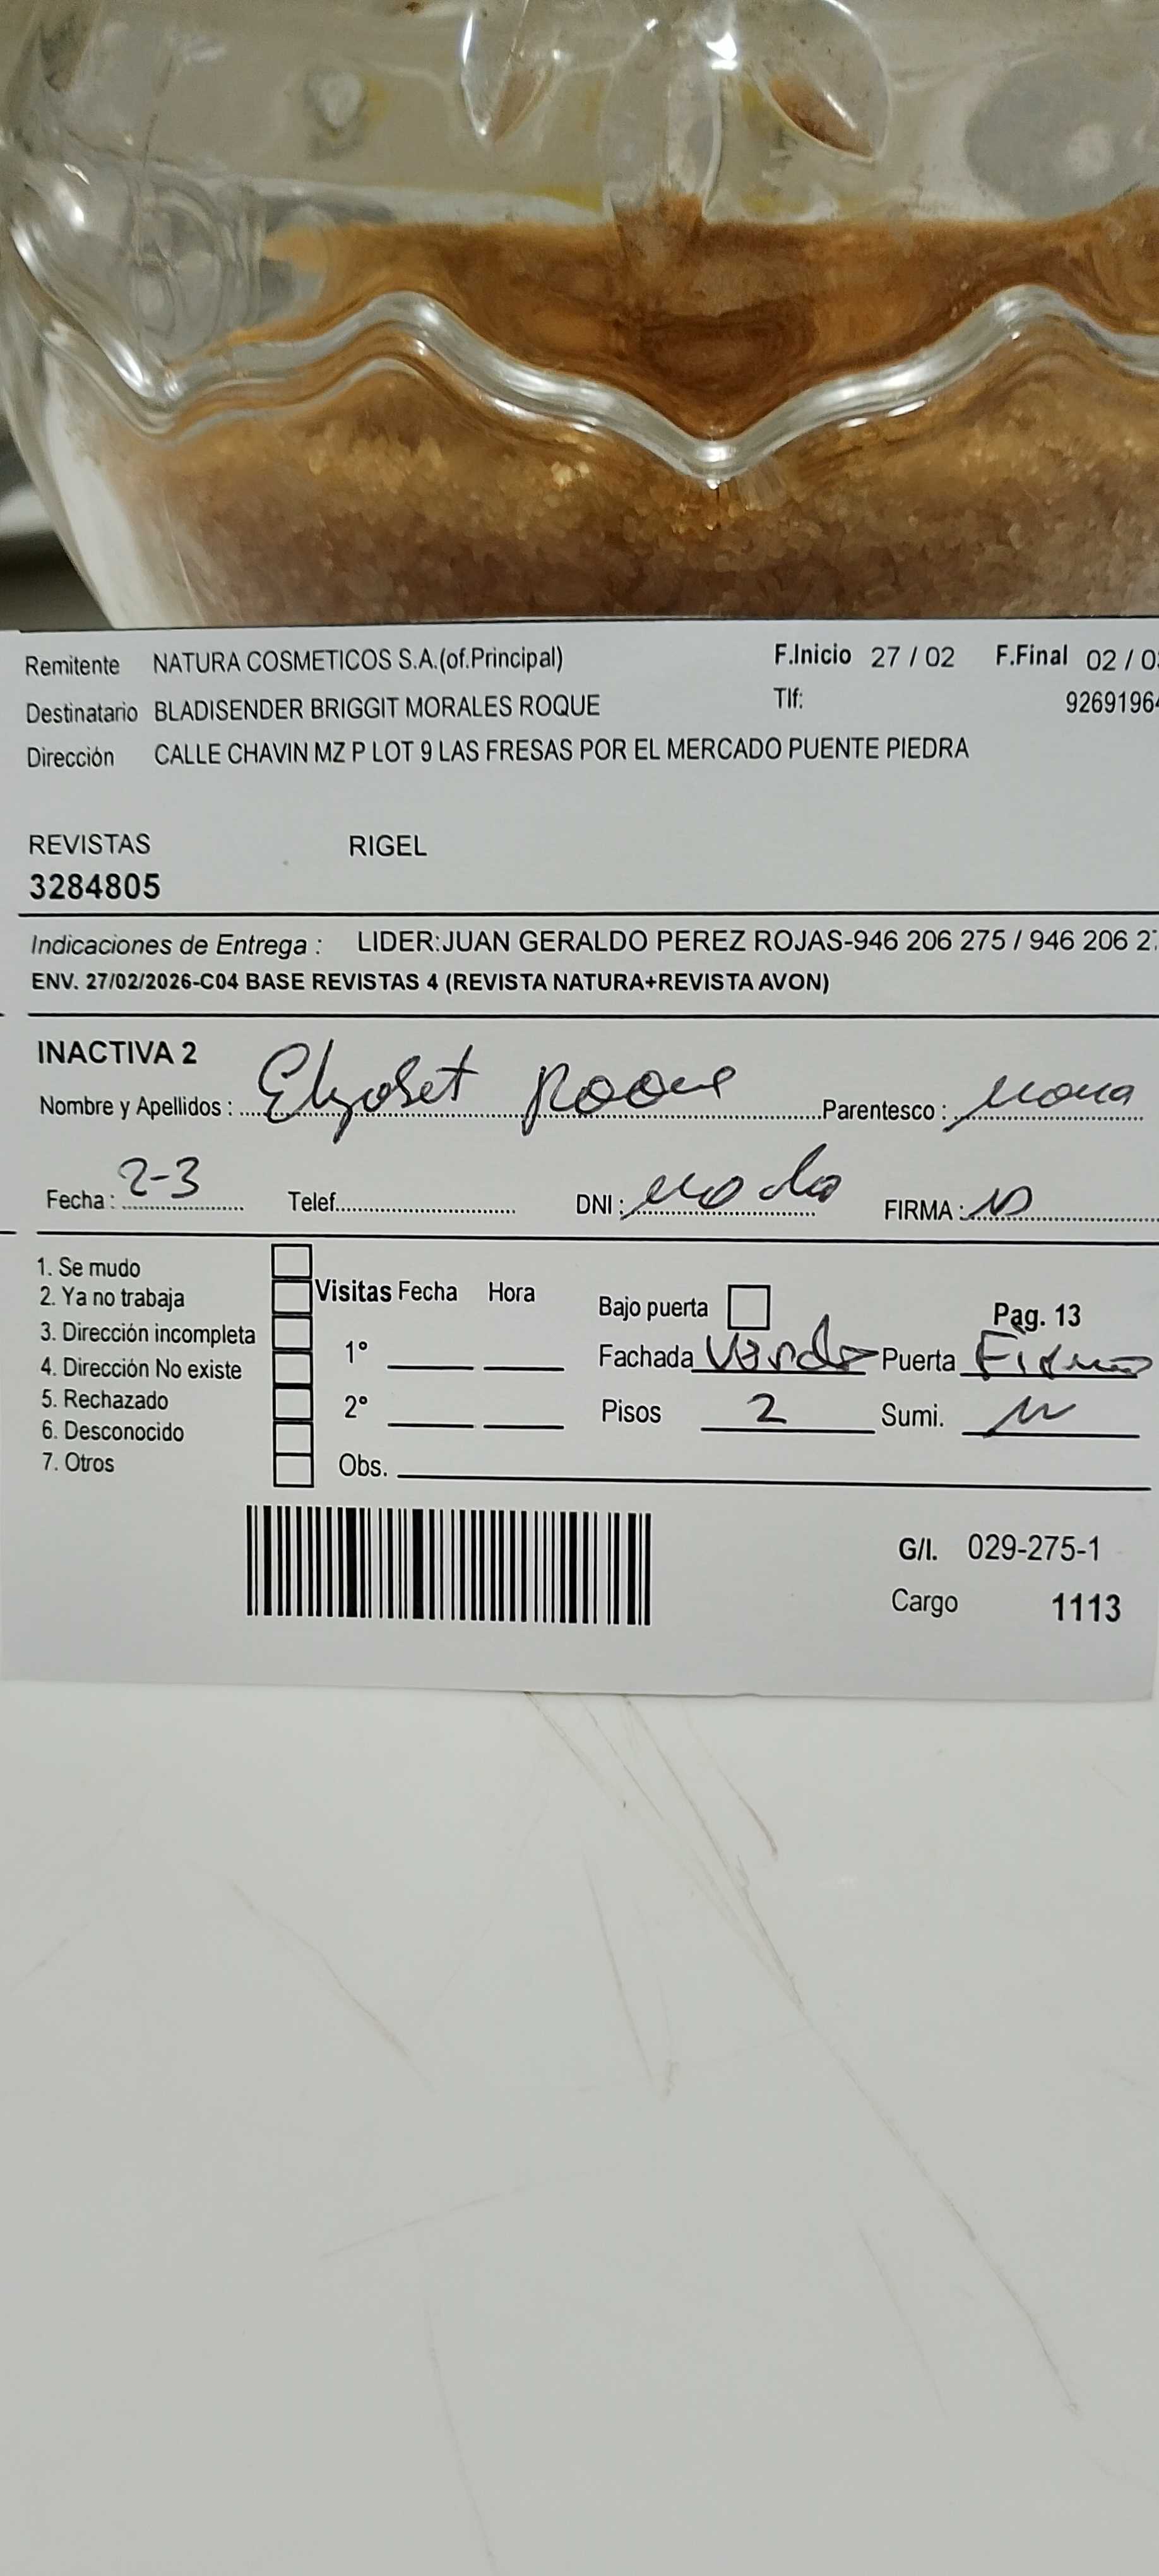 Remitente NATURA COSMETICOS S.A.(of.Principal) F.Inicio 27 / 02 F.Final 02 / 0
Destinatario BLADISENDER BRIGGIT MORALES ROQUE Tlf: 9269196
Dirección CALLE CHAVIN MZ P LOT 9 LAS FRESAS POR EL MERCADO PUENTE PIEDRA
REVISTAS RIGEL
3284805
Indicaciones de Entrega : LIDER:JUAN GERALDO PEREZ ROJAS-946 206 275 / 946 206 2
ENV. 27/02/2026-C04 BASE REVISTAS 4 (REVISTA NATURA+REVISTA AVON)
INACTIVA 2
Nombre y Apellidos : Parentesco :
Fecha : 2-3 Telef. DNI : FIRMA :
1. Se mudo
2. Ya no trabaja Visitas Fecha Hora Bajo puerta Pag. 13
3. Dirección incompleta 1° Fachada Verde Puerta
4. Dirección No existe
5. Rechazado 2° Pisos 2 Sumi.
6. Desconocido
7. Otros Obs.
G/I. 029-275-1
Cargo 1113